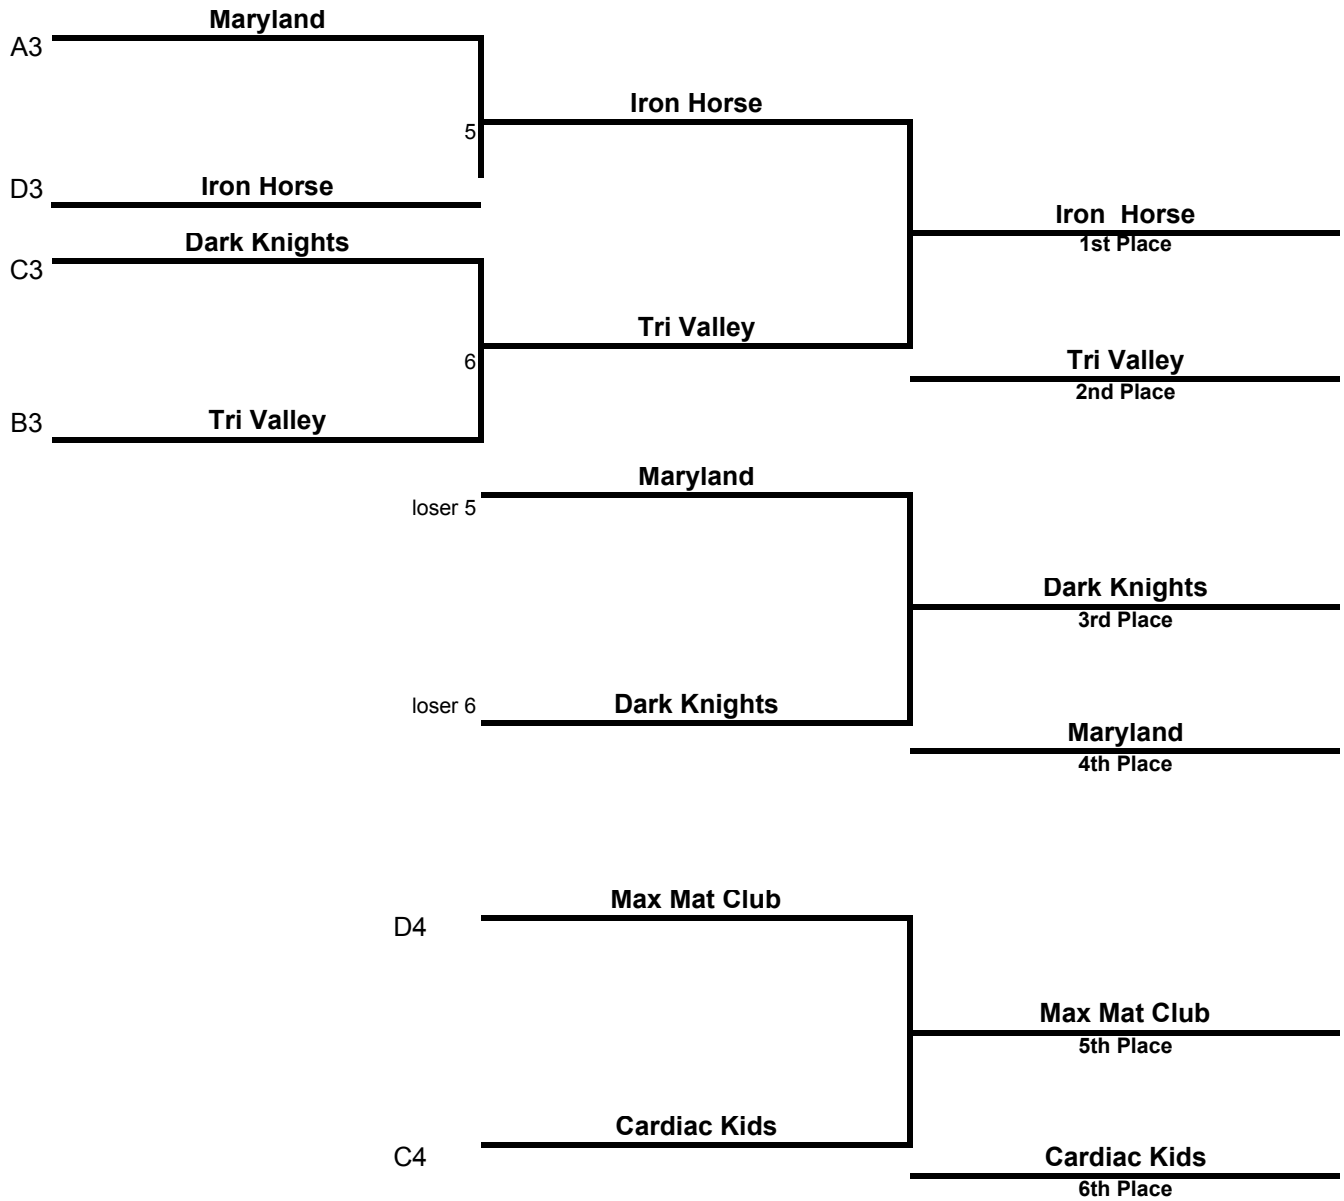 Maryland
A3
Iron Horse
5
D3
Iron Horse
Iron  Horse
1st Place
Dark Knights
C3
Tri Valley
6
Tri Valley
2nd Place
B3
Tri Valley
Maryland
loser 5
Dark Knights
3rd Place
loser 6
Dark Knights
Maryland
4th Place
Max Mat Club
D4
Max Mat Club
5th Place
Cardiac Kids
C4
Cardiac Kids
6th Place